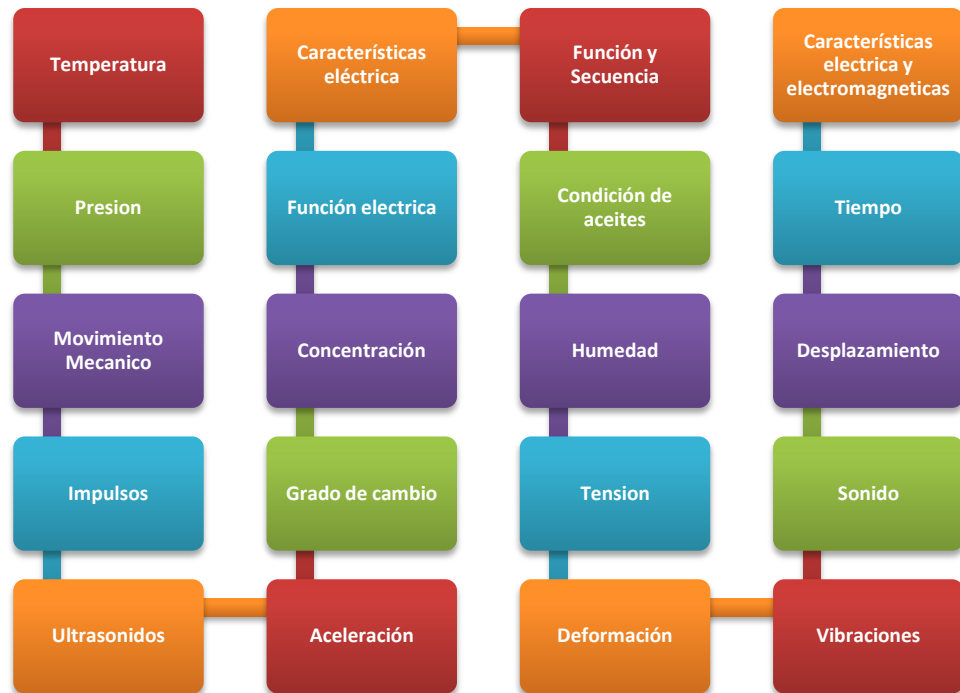 Temperatura
Presion
Movimiento
Mecanico
Impulsos
Ultrasonidos
Aceleración
Grado de cambio
Concentración
Función electrica
Características
eléctrica
Función y
Secuencia
Condición de
aceites
Humedad
Tension
Deformación
Vibraciones
Sonido
Desplazamiento
Tiempo
Características
electrica y
electromagneticas